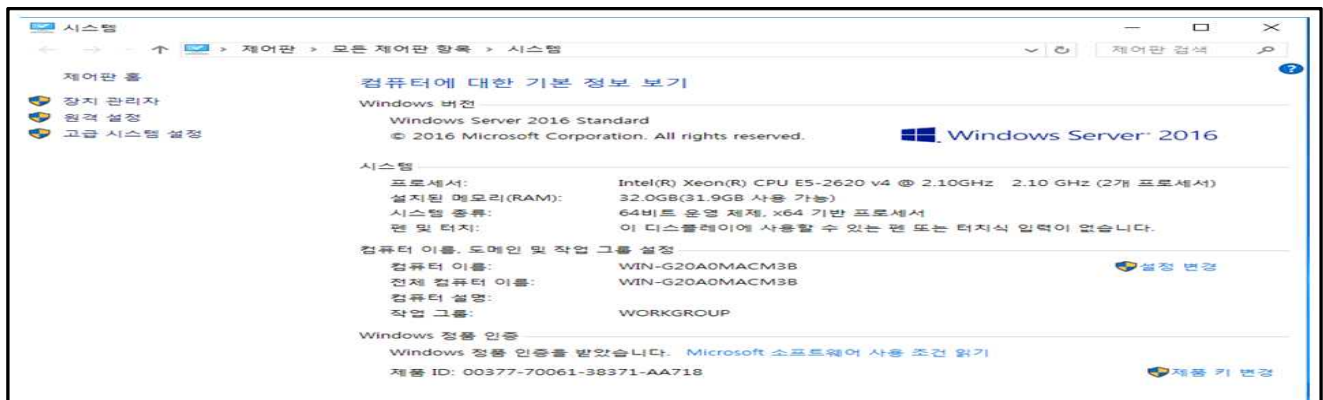 시스템
제어판 > 모든 제어판 항목 > 시스템
제어판 검색
제어판 홈
장치 관리자
원격 설정
고급 시스템 설정
컴퓨터에 대한 기본 정보 보기
Windows 버전
Windows Server 2016 Standard
© 2016 Microsoft Corporation. All rights reserved.
Windows Server 2016
시스템
프로세서: Intel(R) Xeon(R) CPU E5-2620 v4 @ 2.10GHz 2.10 GHz (2개 프로세서)
설치된 메모리(RAM): 32.0GB(31.9GB 사용 가능)
시스템 종류: 64비트 운영 체제, x64 기반 프로세서
펜 및 터치: 이 디스플레이에 사용할 수 있는 펜 또는 터치식 입력이 없습니다.
컴퓨터 이름, 도메인 및 작업 그룹 설정
컴퓨터 이름: WIN-G20A0MACM3B 설정 변경
전체 컴퓨터 이름: WIN-G20A0MACM3B
컴퓨터 설명:
작업 그룹: WORKGROUP
Windows 정품 인증
Windows 정품 인증을 받았습니다. Microsoft 소프트웨어 사용 조건 읽기
제품 ID: 00377-70061-38371-AA718 제품 키 변경